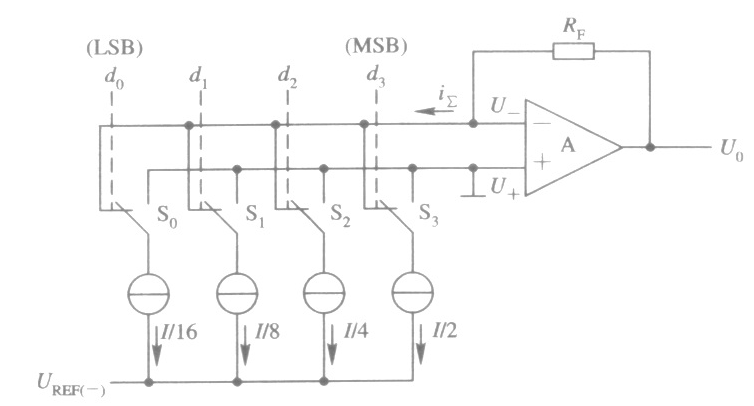 R_F
(LSB) (MSB)
d_0 d_1 d_2 d_3
i_Σ U_−
− A
+ U_0
U_+
S_0 S_1 S_2 S_3
I/16 I/8 I/4 I/2
U_REF(−)